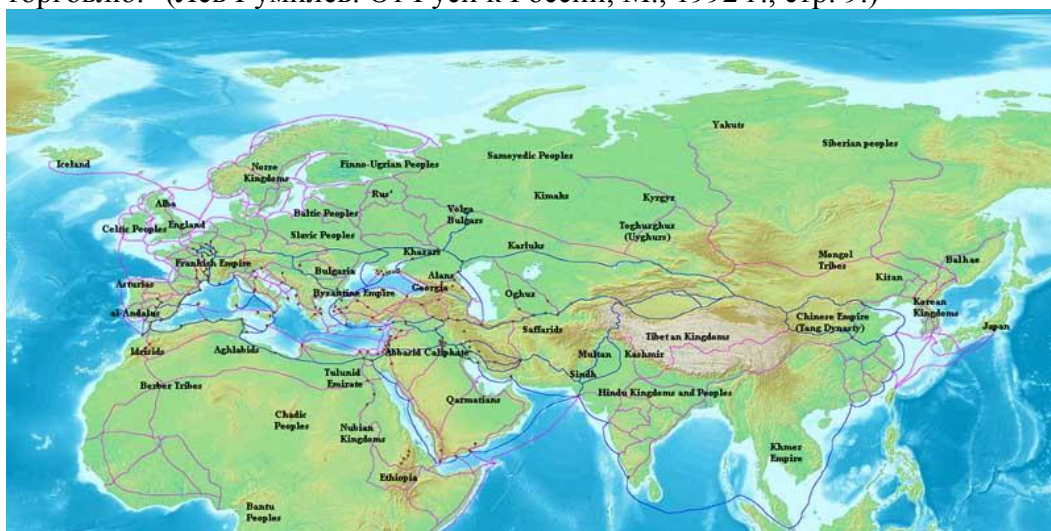 торговлю." (Лев Гумилев. От Руси к России, М., 1992 г., стр. 9.)
Yakuts
Siberian peoples
Iceland
Norse
Kingdoms
Finno-Ugrian Peoples
Samoyedic Peoples
Alba
Rus'
Kimaks
Kyrgyz
Celtic Peoples
England
Baltic Peoples
Volga
Bulgars
Toghuzghuz
(Uyghurs)
Slavic Peoples
Khazars
Karluks
Mongol
Tribes
Balhae
Frankish Empire
Bulgaria
Alans
Georgia
Kitan
Asturias
Byzantine Empire
Oghuz
Korean
Kingdoms
al-Andalus
Saffarids
Chinese Empire
(Tang Dynasty)
Japan
Tibetan Kingdoms
Idrisids
Aghlabids
Abbasid Caliphate
Multan
Kashmir
Sindh
Berber Tribes
Tulunid
Emirate
Hindu Kingdoms and Peoples
Qarmatians
Chadic
Peoples
Nubian
Kingdoms
Khmer
Empire
Ethiopia
Bantu
Peoples